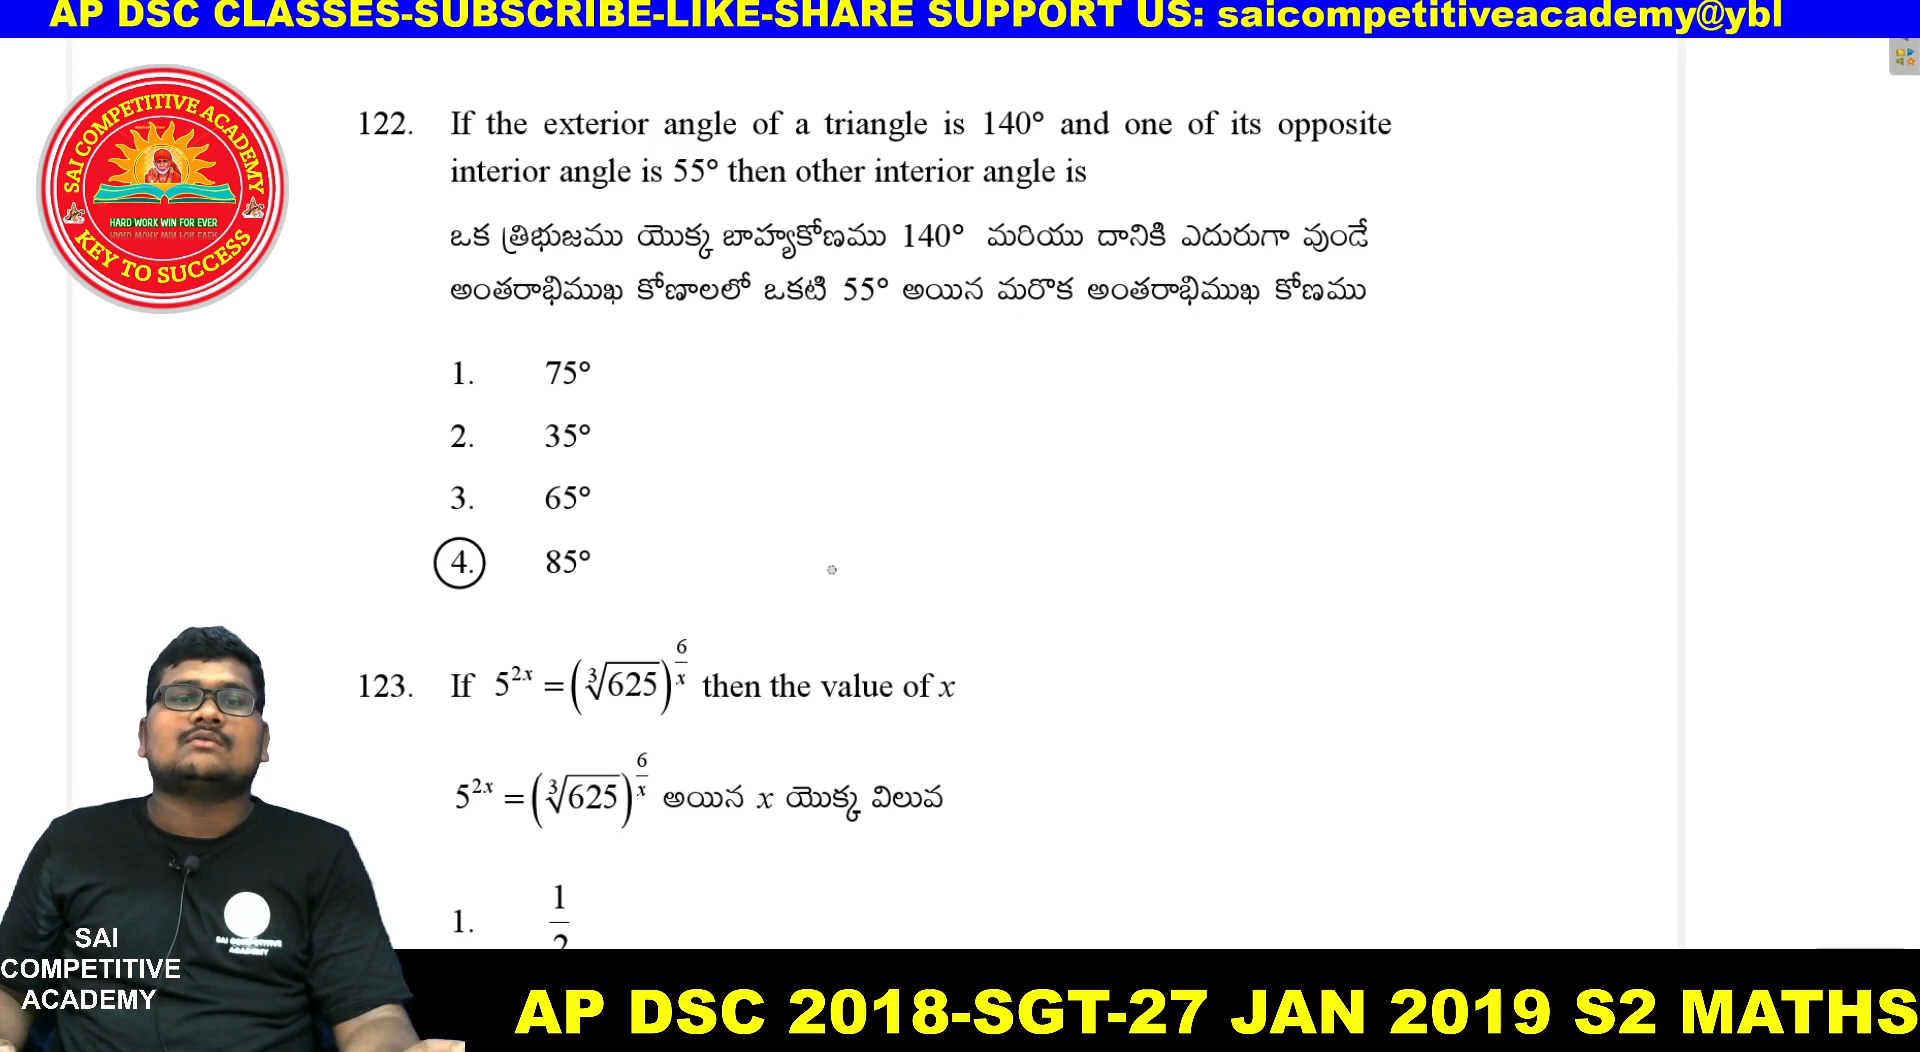 AP DSC CLASSES-SUBSCRIBE-LIKE-SHARE SUPPORT US: saicompetitiveacademy@ybl
SAI COMPETITIVE ACADEMY
HARD WORK WIN FOR EVER
KEY TO SUCCESS
122. If the exterior angle of a triangle is 140° and one of its opposite
interior angle is 55° then other interior angle is
ఒక త్రిభుజము యొక్క బాహ్యకోణము 140° మరియు దానికి ఎదురుగా వుండే
అంతరాభిముఖ కోణాలలో ఒకటి 55° అయిన మరొక అంతరాభిముఖ కోణము
1. 75°
2. 35°
3. 65°
4. 85°
123. If 5^{2x} = (∛625)^{6/x} then the value of x
5^{2x} = (∛625)^{6/x} అయిన x యొక్క విలువ
1. 1/2
SAI COMPETITIVE
ACADEMY
SAI
COMPETITIVE
ACADEMY
AP DSC 2018-SGT-27 JAN 2019 S2 MATHS